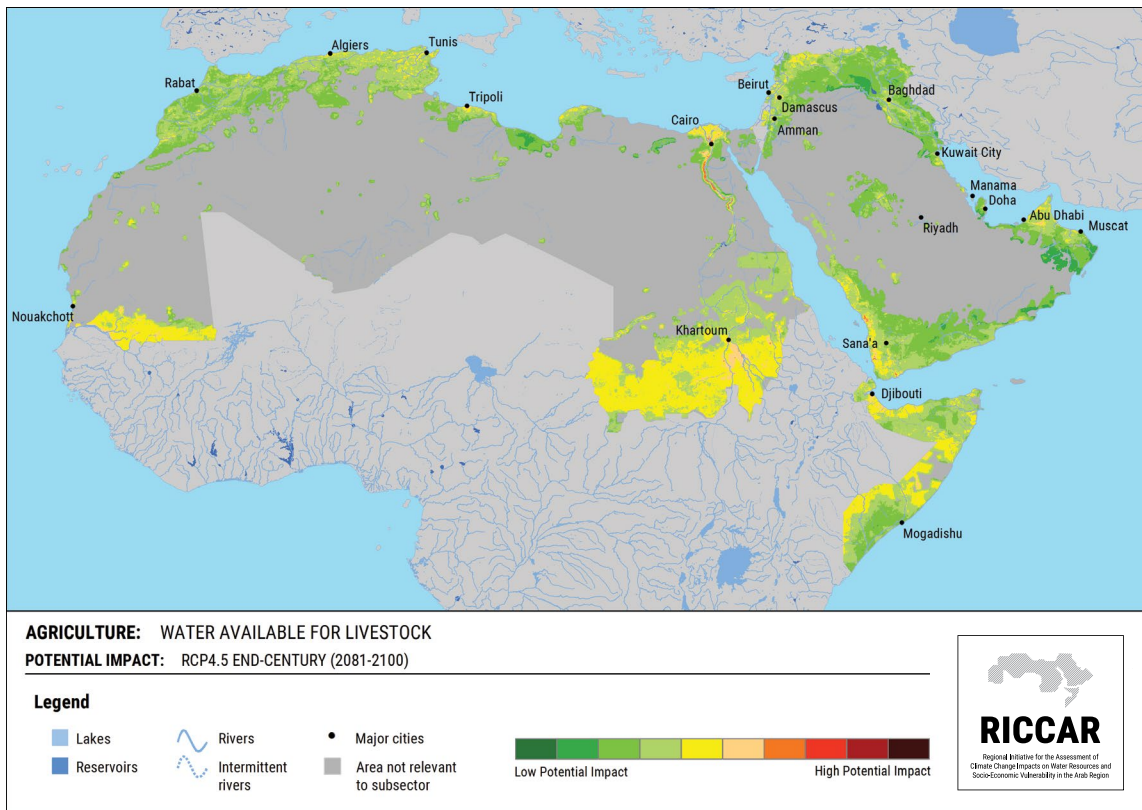 Algiers
Tunis
Rabat
Tripoli
Beirut
Damascus
Baghdad
Cairo
Amman
Kuwait City
Manama
Doha
Abu Dhabi
Riyadh
Muscat
Nouakchott
Khartoum
Sana'a
Djibouti
Mogadishu
AGRICULTURE: WATER AVAILABLE FOR LIVESTOCK
POTENTIAL IMPACT: RCP4.5 END-CENTURY (2081-2100)
Legend
Lakes
Reservoirs
Rivers
Intermittent
rivers
Major cities
Area not relevant
to subsector
Low Potential Impact
High Potential Impact
RICCAR
Regional Initiative for the Assessment of
Climate Change Impacts on Water Resources and
Socio-Economic Vulnerability in the Arab Region